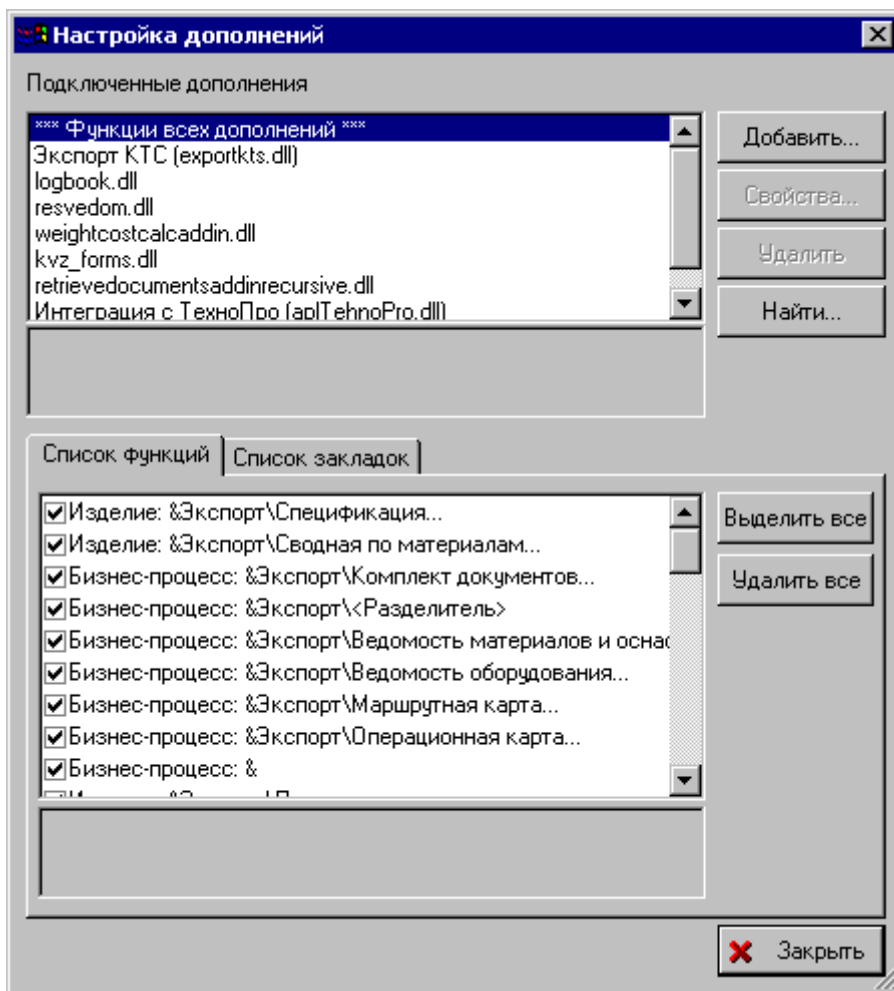 Настройка дополнений
Подключенные дополнения
*** Функции всех дополнений ***
Экспорт КТС (exportkts.dll)
logbook.dll
resvedom.dll
weightcostcalcaddin.dll
kvz_forms.dll
retrievedocumentsaddinrecursive.dll
Интеграция с ТехноПро (aplTehnoPro.dll)
Добавить...
Свойства...
Удалить
Найти...
Список функций
Список закладок
Изделие: &Экспорт\Спецификация...
Изделие: &Экспорт\Сводная по материалам...
Бизнес-процесс: &Экспорт\Комплект документов...
Бизнес-процесс: &Экспорт\<Разделитель>
Бизнес-процесс: &Экспорт\Ведомость материалов и оснас
Бизнес-процесс: &Экспорт\Ведомость оборудования...
Бизнес-процесс: &Экспорт\Маршрутная карта...
Бизнес-процесс: &Экспорт\Операционная карта...
Бизнес-процесс: &
Выделить все
Удалить все
Закрыть